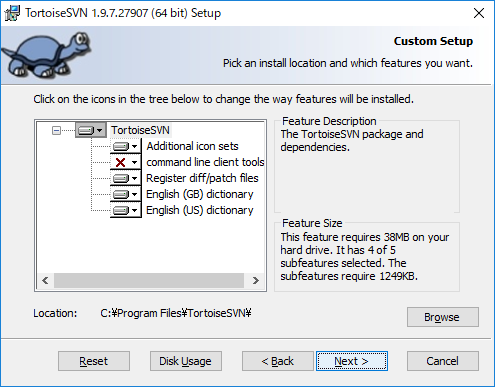 TortoiseSVN 1.9.7.27907 (64 bit) Setup
Custom Setup
Pick an install location and which features you want.
Click on the icons in the tree below to change the way features will be installed.
TortoiseSVN
Additional icon sets
command line client tools
Register diff/patch files
English (GB) dictionary
English (US) dictionary
Feature Description
The TortoiseSVN package and
dependencies.
Feature Size
This feature requires 38MB on your
hard drive. It has 4 of 5
subfeatures selected. The
subfeatures require 1249KB.
Location: C:¥Program Files¥TortoiseSVN¥
Browse
Reset Disk Usage < Back Next > Cancel